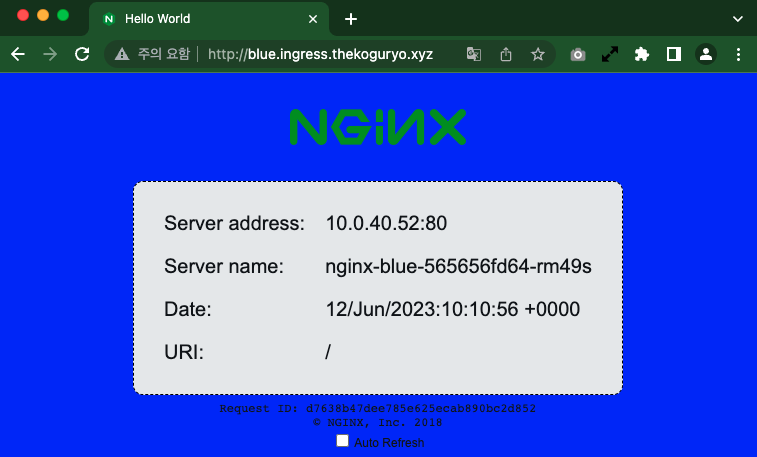 Hello World
주의 요함 http://blue.ingress.thekoguryo.xyz
NGINX
Server address: 10.0.40.52:80
Server name: nginx-blue-565656fd64-rm49s
Date: 12/Jun/2023:10:10:56 +0000
URI: /
Request ID: d7638b47dee785e625ecab890bc2d852
© NGINX, Inc. 2018
Auto Refresh